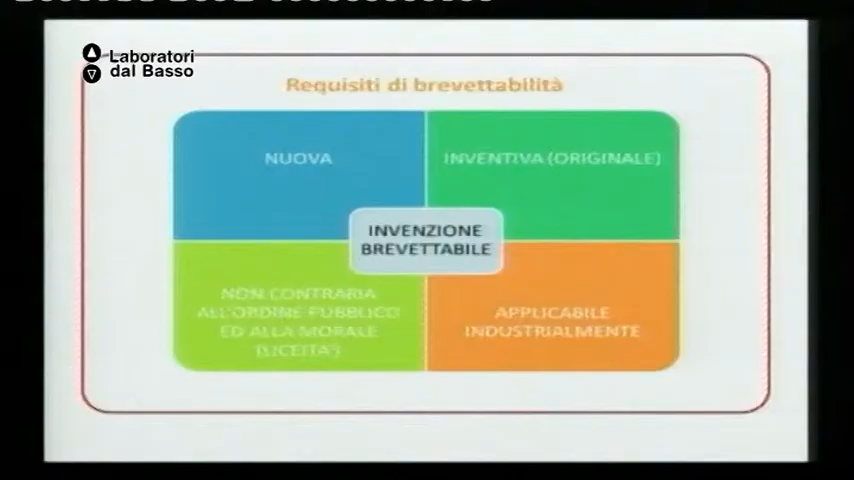 Laboratori
dal Basso
Requisiti di brevettabilità
NUOVA
INVENTIVA (ORIGINALE)
INVENZIONE
BREVETTABILE
NON CONTRARIA
ALL'ORDINE PUBBLICO
ED ALLA MORALE
(LICEITA')
APPLICABILE
INDUSTRIALMENTE